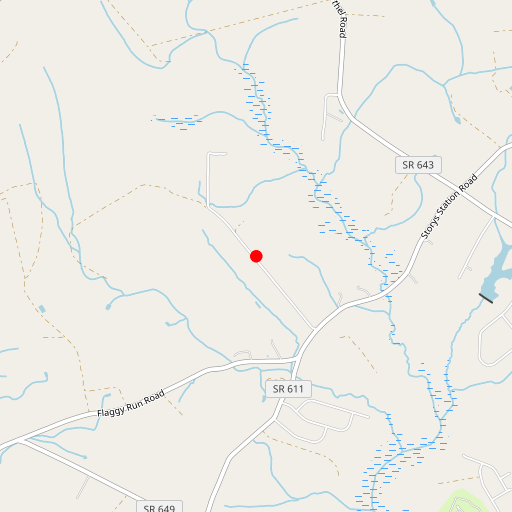 thel Road
SR 643
Storys Station Road
SR 611
Flaggy Run Road
SR 649